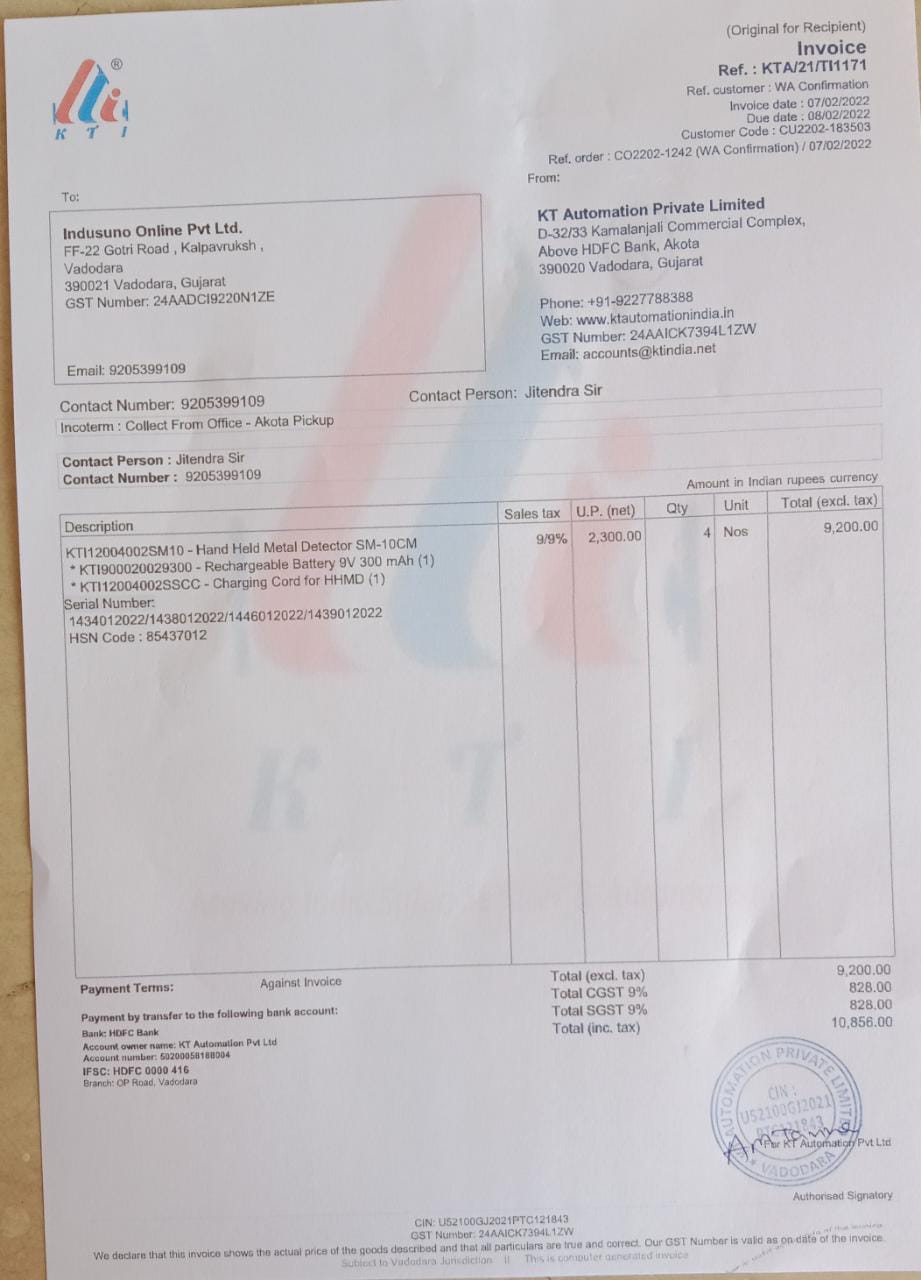 (Original for Recipient)
Invoice
Ref. : KTA/21/TI1171
Ref. customer : WA Confirmation
Invoice date : 07/02/2022
Due date : 08/02/2022
Customer Code : CU2202-183503
Ref. order : CO2202-1242 (WA Confirmation) / 07/02/2022
®
K T I
To:
Indusuno Online Pvt Ltd.
FF-22 Gotri Road , Kalpavruksh ,
Vadodara
390021 Vadodara, Gujarat
GST Number: 24AADCI9220N1ZE
Email: 9205399109
From:
KT Automation Private Limited
D-32/33 Kamalanjali Commercial Complex,
Above HDFC Bank, Akota
390020 Vadodara, Gujarat
Phone: +91-9227788388
Web: www.ktautomationindia.in
GST Number: 24AAICK7394L1ZW
Email: accounts@ktindia.net
Contact Number: 9205399109
Contact Person: Jitendra Sir
Incoterm : Collect From Office - Akota Pickup
Contact Person : Jitendra Sir
Contact Number : 9205399109
Amount in Indian rupees currency
Description Sales tax U.P. (net) Qty Unit Total (excl. tax)
KTI12004002SM10 - Hand Held Metal Detector SM-10CM 9/9% 2,300.00 4 Nos 9,200.00
* KTI900020029300 - Rechargeable Battery 9V 300 mAh (1)
* KTI12004002SSCC - Charging Cord for HHMD (1)
Serial Number:
1434012022/1438012022/1446012022/1439012022
HSN Code : 85437012
K T I
Payment Terms: Against Invoice
Payment by transfer to the following bank account:
Bank: HDFC Bank
Account owner name: KT Automation Pvt Ltd
Account number: 50200058188004
IFSC: HDFC 0000 416
Branch: OP Road, Vadodara
Total (excl. tax) 9,200.00
Total CGST 9% 828.00
Total SGST 9% 828.00
Total (inc. tax) 10,856.00
AUTOMATION PRIVATE LIMITED
CIN :
U52100GJ2021
PTC121843
VADODARA
For KT Automation Pvt Ltd
Authorised Signatory
CIN: U52100GJ2021PTC121843
GST Number: 24AAICK7394L1ZW
We declare that this invoice shows the actual price of the goods described and that all particulars are true and correct. Our GST Number is valid as on date of the invoice.
Subject to Vadodara Jurisdiction || This is computer generated invoice